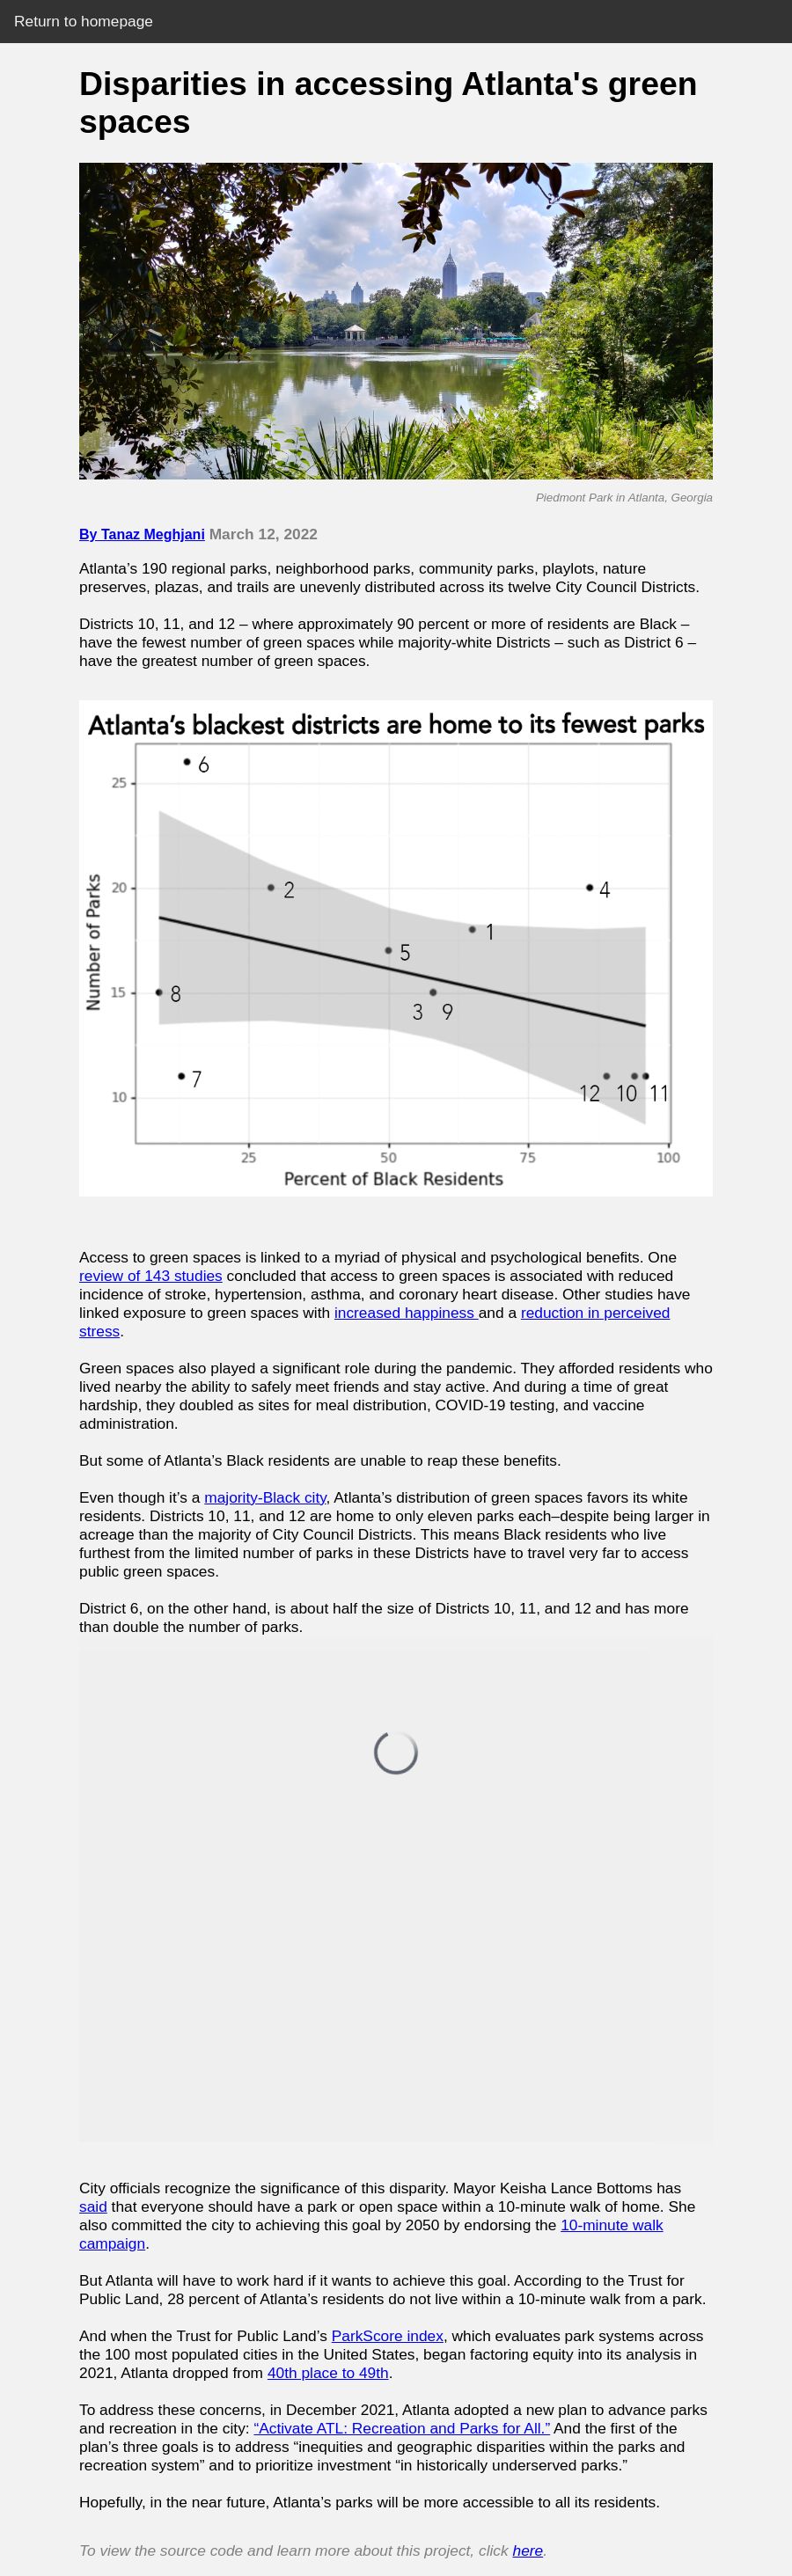 Return to homepage
Disparities in accessing Atlanta's green
spaces
Piedmont Park in Atlanta, Georgia
By Tanaz Meghjani March 12, 2022
Atlanta’s 190 regional parks, neighborhood parks, community parks, playlots, nature
preserves, plazas, and trails are unevenly distributed across its twelve City Council Districts.
Districts 10, 11, and 12 – where approximately 90 percent or more of residents are Black –
have the fewest number of green spaces while majority-white Districts – such as District 6 –
have the greatest number of green spaces.
Atlanta’s blackest districts are home to its fewest parks
6
25
20
2
4
1
5
Number of Parks
15
8
3 9
7
10
12 10 11
25 50 75 100
Percent of Black Residents
Access to green spaces is linked to a myriad of physical and psychological benefits. One
review of 143 studies concluded that access to green spaces is associated with reduced
incidence of stroke, hypertension, asthma, and coronary heart disease. Other studies have
linked exposure to green spaces with increased happiness and a reduction in perceived
stress.
Green spaces also played a significant role during the pandemic. They afforded residents who
lived nearby the ability to safely meet friends and stay active. And during a time of great
hardship, they doubled as sites for meal distribution, COVID-19 testing, and vaccine
administration.
But some of Atlanta’s Black residents are unable to reap these benefits.
Even though it’s a majority-Black city, Atlanta’s distribution of green spaces favors its white
residents. Districts 10, 11, and 12 are home to only eleven parks each–despite being larger in
acreage than the majority of City Council Districts. This means Black residents who live
furthest from the limited number of parks in these Districts have to travel very far to access
public green spaces.
District 6, on the other hand, is about half the size of Districts 10, 11, and 12 and has more
than double the number of parks.
City officials recognize the significance of this disparity. Mayor Keisha Lance Bottoms has
said that everyone should have a park or open space within a 10-minute walk of home. She
also committed the city to achieving this goal by 2050 by endorsing the 10-minute walk
campaign.
But Atlanta will have to work hard if it wants to achieve this goal. According to the Trust for
Public Land, 28 percent of Atlanta’s residents do not live within a 10-minute walk from a park.
And when the Trust for Public Land’s ParkScore index, which evaluates park systems across
the 100 most populated cities in the United States, began factoring equity into its analysis in
2021, Atlanta dropped from 40th place to 49th.
To address these concerns, in December 2021, Atlanta adopted a new plan to advance parks
and recreation in the city: “Activate ATL: Recreation and Parks for All.” And the first of the
plan’s three goals is to address “inequities and geographic disparities within the parks and
recreation system” and to prioritize investment “in historically underserved parks.”
Hopefully, in the near future, Atlanta’s parks will be more accessible to all its residents.
To view the source code and learn more about this project, click here.